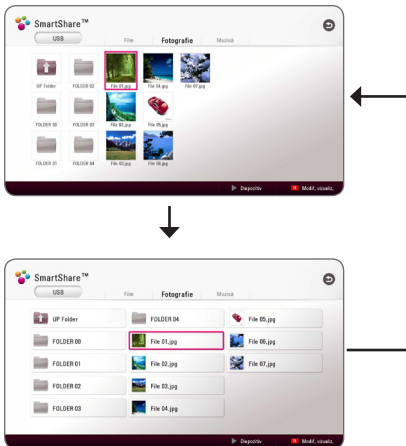 SmartShare™
USB Film Fotografie Muzică
UP Folder FOLDER 02 File 01.jpg File 04.jpg File 07.jpg
FOLDER 00 FOLDER 03 File 02.jpg File 05.jpg
FOLDER 01 FOLDER 04 File 03.jpg File 06.jpg
Diapozitiv Modif. vizualiz.
SmartShare™
USB Film Fotografie Muzică
UP Folder FOLDER 04 File 05.jpg
FOLDER 00 File 01.jpg File 06.jpg
FOLDER 01 File 02.jpg File 07.jpg
FOLDER 02 File 03.jpg
FOLDER 03 File 04.jpg
Diapozitiv Modif. vizualiz.